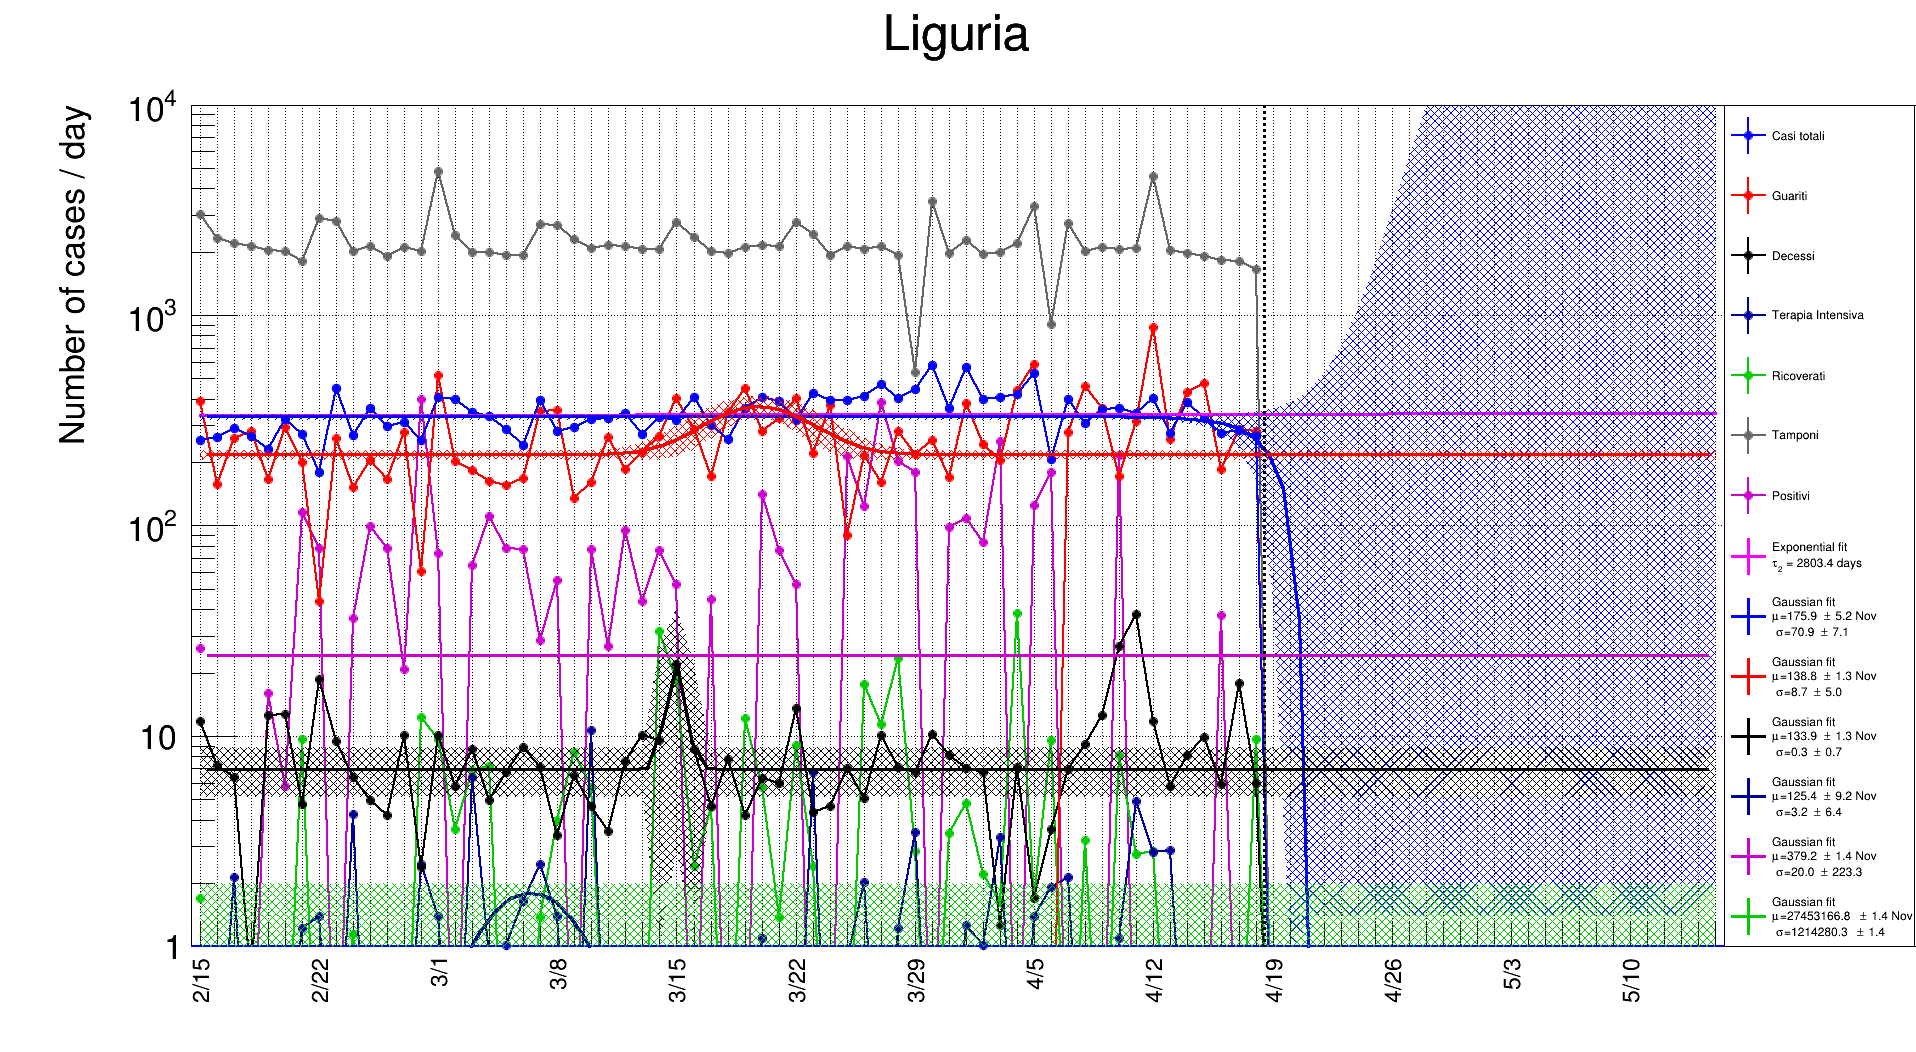 Liguria
Number of cases / day
10⁴
10³
10²
10
1
2/15
2/22
3/1
3/8
3/15
3/22
3/29
4/5
4/12
4/19
4/26
5/3
5/10
Casi totali
Guariti
Decessi
Terapia Intensiva
Ricoverati
Tamponi
Positivi
Exponential fit
τ₂ = 2803.4 days
Gaussian fit
μ=175.9 ± 5.2 Nov
σ=70.9 ± 7.1
Gaussian fit
μ=138.8 ± 1.3 Nov
σ=8.7 ± 5.0
Gaussian fit
μ=133.9 ± 1.3 Nov
σ=0.3 ± 0.7
Gaussian fit
μ=125.4 ± 9.2 Nov
σ=3.2 ± 6.4
Gaussian fit
μ=379.2 ± 1.4 Nov
σ=20.0 ± 223.3
Gaussian fit
μ=27453166.8 ± 1.4 Nov
σ=1214280.3 ± 1.4